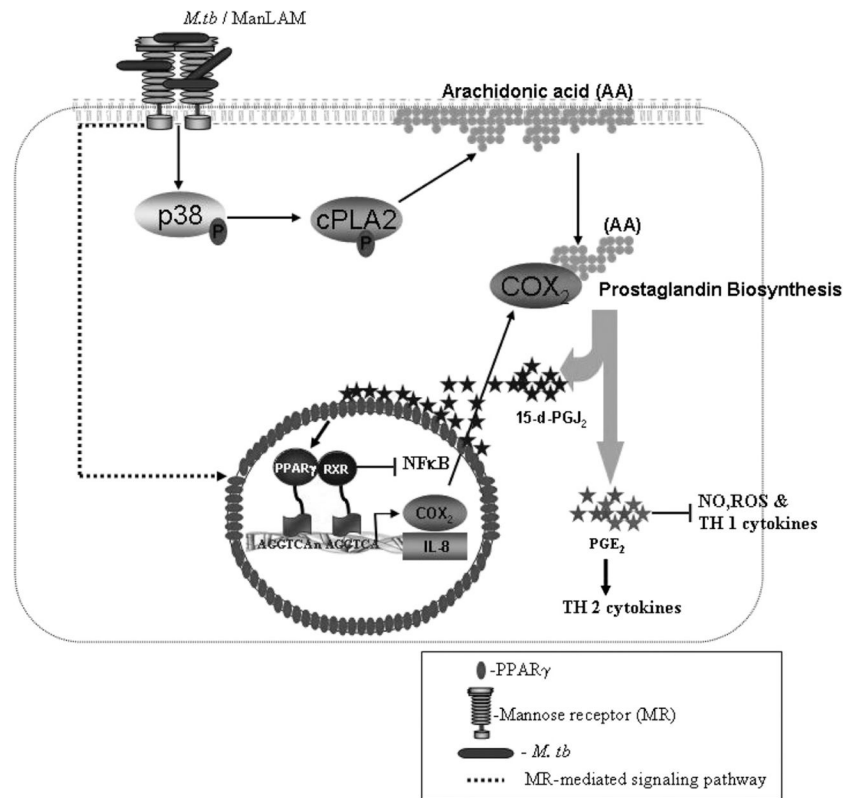 M.tb / ManLAM
Arachidonic acid (AA)
p38
P
cPLA2
P
(AA)
COX2
Prostaglandin Biosynthesis
15-d-PGJ2
PPARγ
RXR
NFκB
COX2
AGGTCAn AGGTCA
IL-8
NO,ROS &
TH 1 cytokines
PGE2
TH 2 cytokines
-PPARγ
-Mannose receptor (MR)
- M. tb
MR-mediated signaling pathway